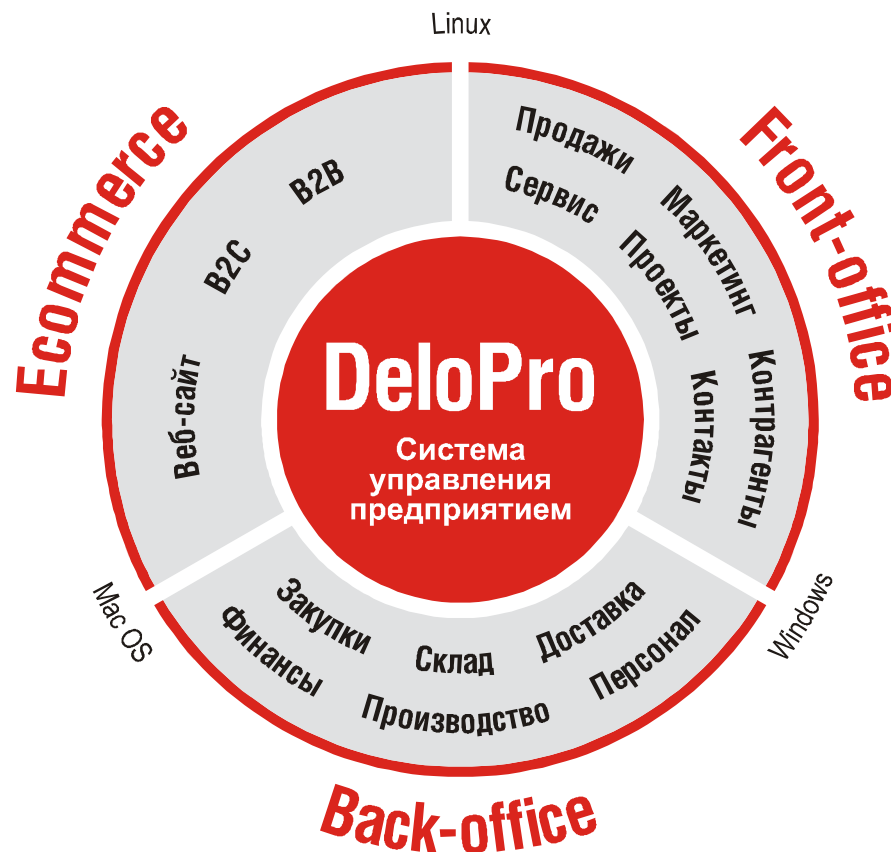 Linux
Ecommerce
B2B
B2C
Веб-сайт
Front-office
Продажи
Сервис
Маркетинг
Проекты
Контрагенты
Контакты
DeloPro
Система
управления
предприятием
Mac OS
Windows
Закупки
Финансы
Склад
Производство
Доставка
Персонал
Back-office